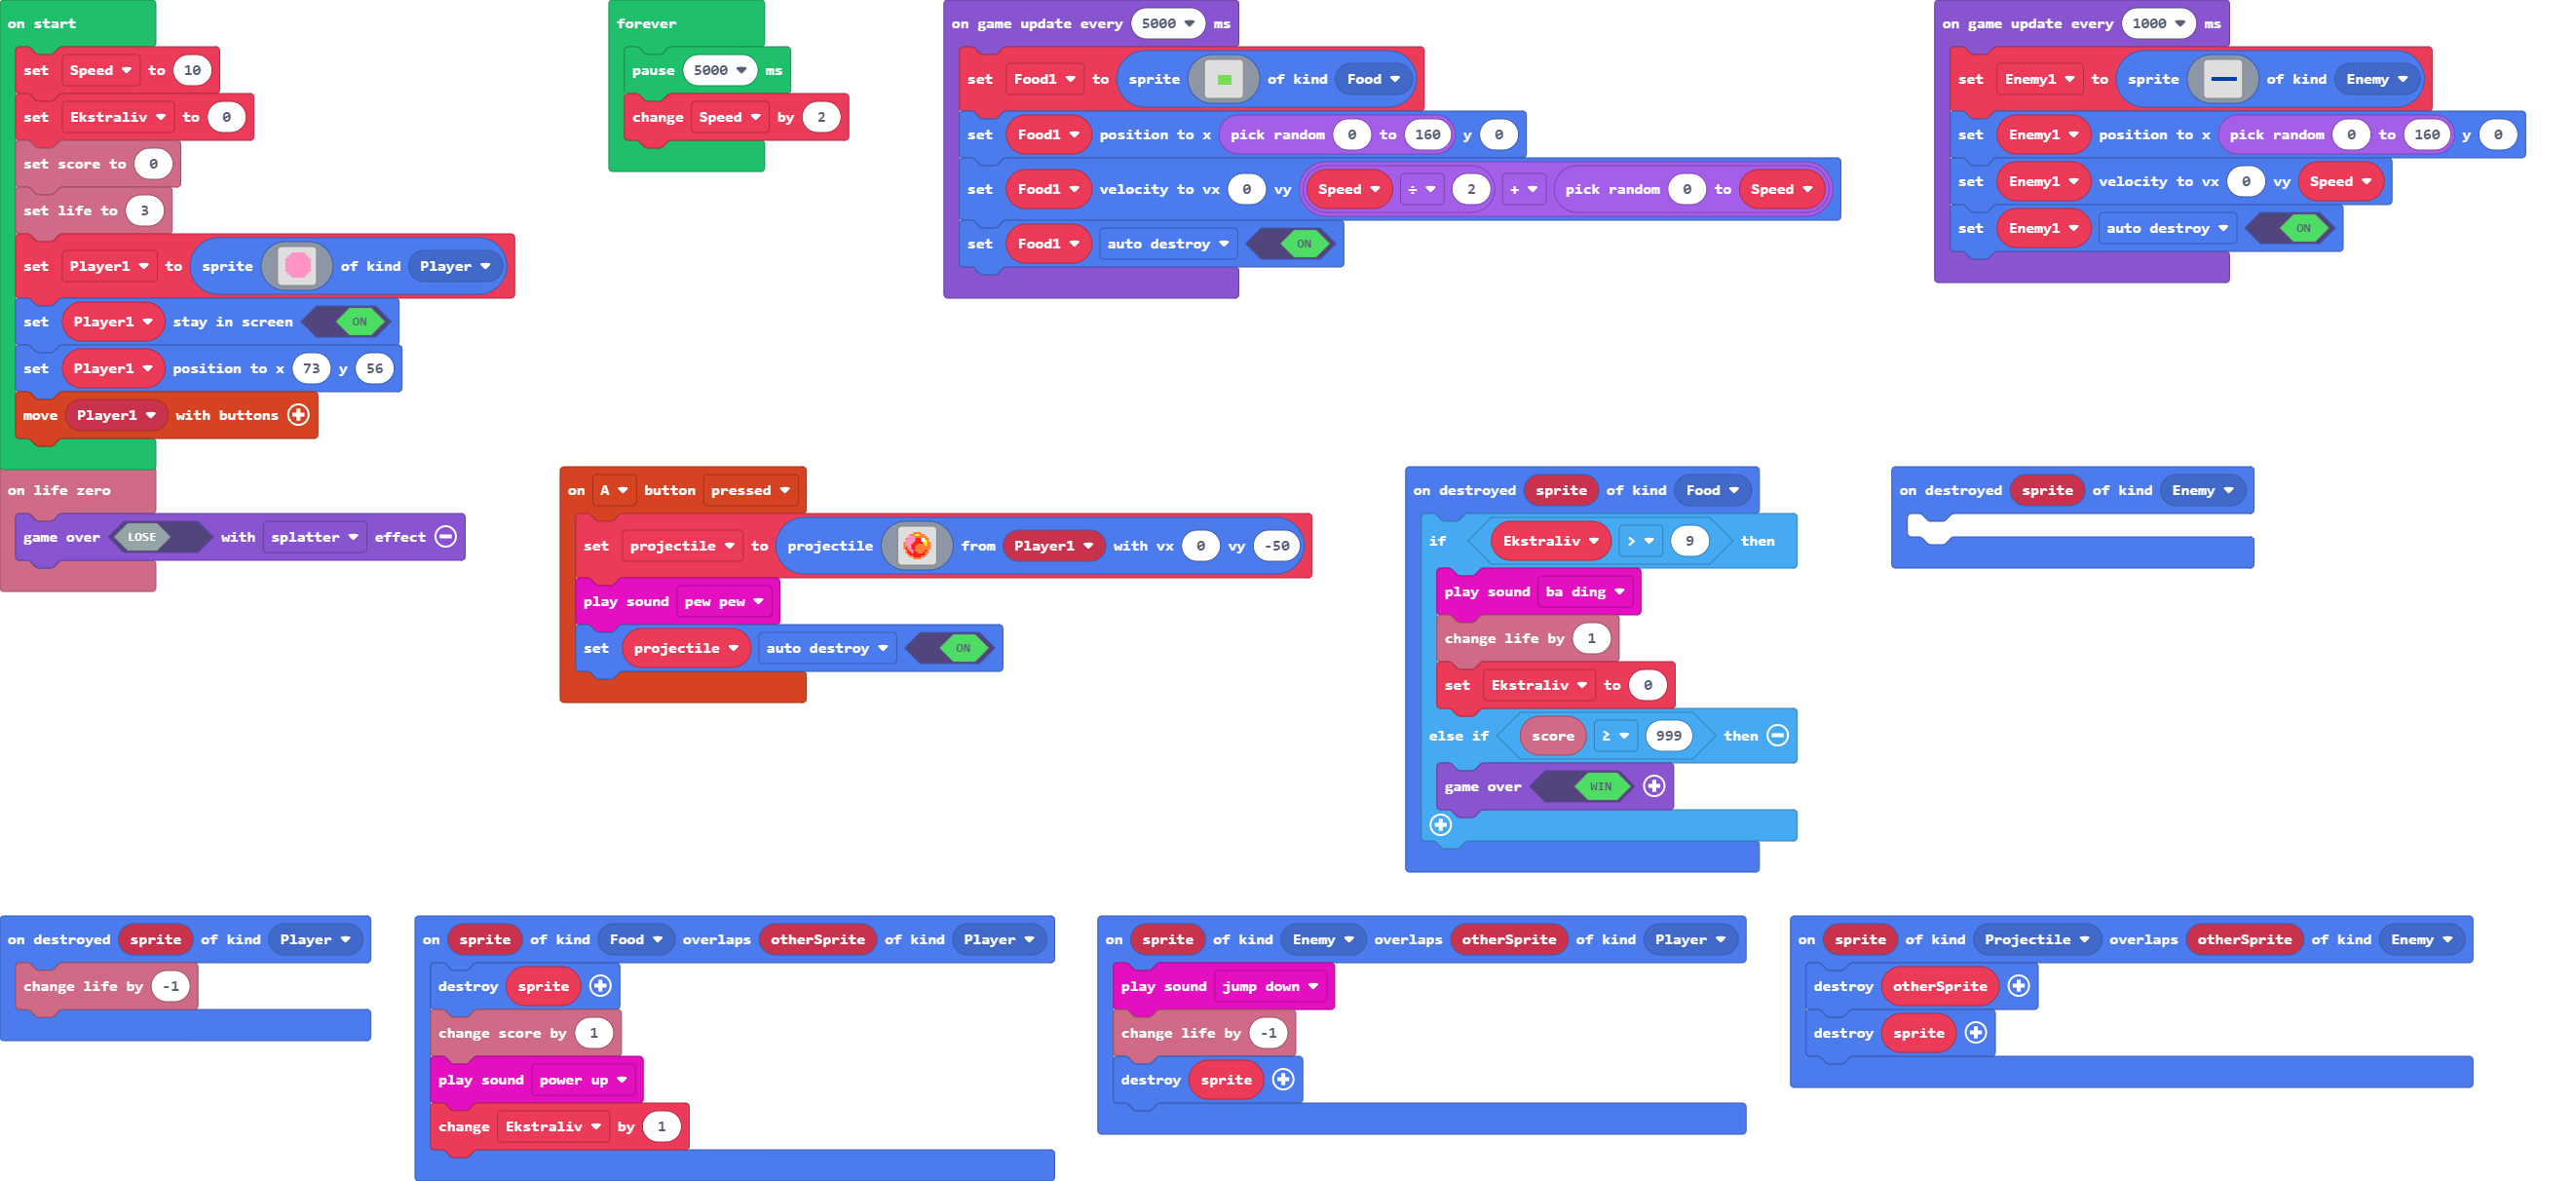 on start
set Speed to 10
set Ekstraliv to 0
set score to 0
set life to 3
set Player1 to sprite of kind Player
set Player1 stay in screen ON
set Player1 position to x 73 y 56
move Player1 with buttons
forever
pause 5000 ms
change Speed by 2
on game update every 5000 ms
set Food1 to sprite of kind Food
set Food1 position to x pick random 0 to 160 y 0
set Food1 velocity to vx 0 vy Speed ÷ 2 + pick random 0 to Speed
set Food1 auto destroy ON
on game update every 1000 ms
set Enemy1 to sprite of kind Enemy
set Enemy1 position to x pick random 0 to 160 y 0
set Enemy1 velocity to vx 0 vy Speed
set Enemy1 auto destroy ON
on life zero
game over LOSE with splatter effect
on A button pressed
set projectile to projectile from Player1 with vx 0 vy -50
play sound pew pew
set projectile auto destroy ON
on destroyed sprite of kind Food
if Ekstraliv > 9 then
play sound ba ding
change life by 1
set Ekstraliv to 0
else if score ≥ 999 then
game over WIN
on destroyed sprite of kind Enemy
on destroyed sprite of kind Player
change life by -1
on sprite of kind Food overlaps otherSprite of kind Player
destroy sprite
change score by 1
play sound power up
change Ekstraliv by 1
on sprite of kind Enemy overlaps otherSprite of kind Player
play sound jump down
change life by -1
destroy sprite
on sprite of kind Projectile overlaps otherSprite of kind Enemy
destroy otherSprite
destroy sprite